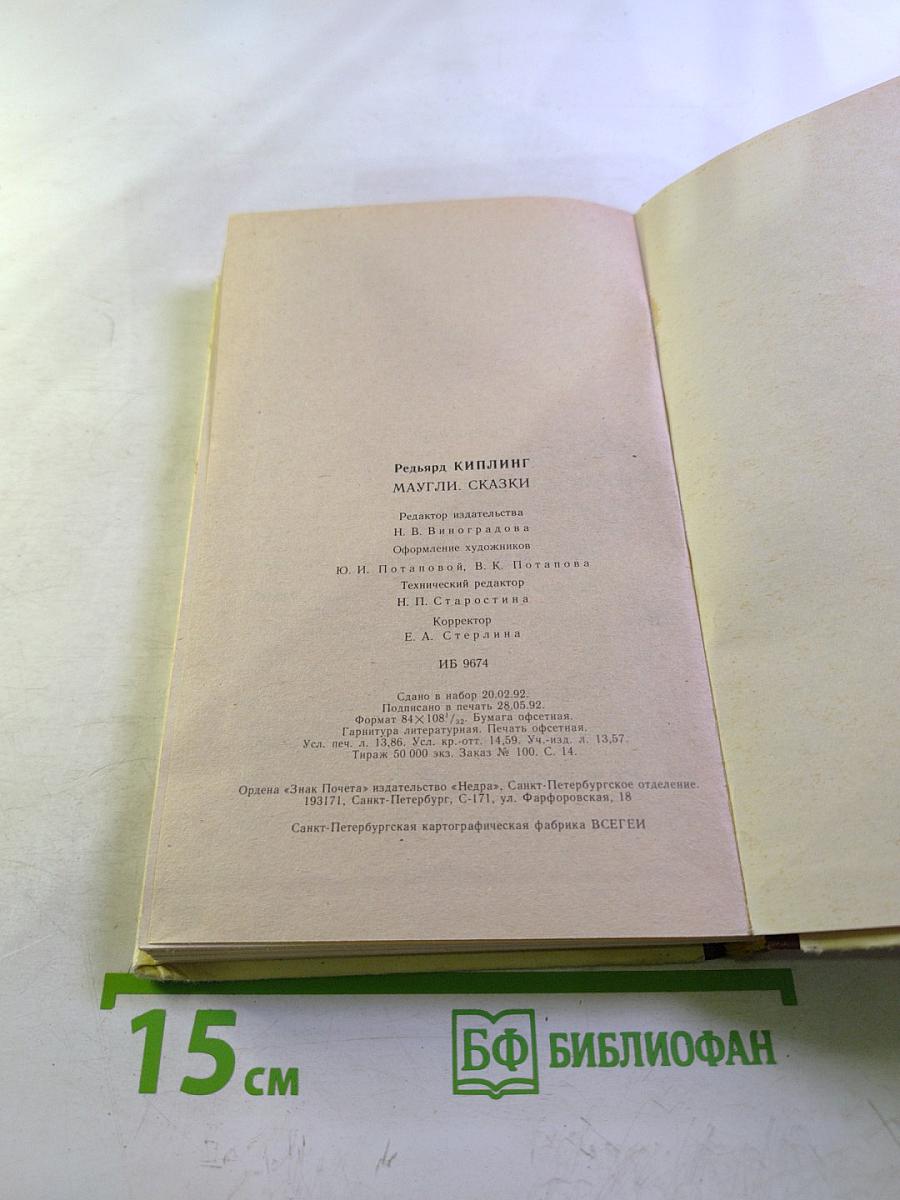 Редьярд КИПЛИНГ
МАУГЛИ. СКАЗКИ
Редактор издательства
Н. В. Виноградова
Оформление художников
Ю. И. Потаповой, В. К. Потапова
Технический редактор
Н. П. Старостина
Корректор
Е. А. Стерлина
ИБ 9674
Сдано в набор 20.02.92.
Подписано в печать 28.05.92.
Формат 84×108¹/₃₂. Бумага офсетная.
Гарнитура литературная. Печать офсетная.
Усл. печ. л. 13,86. Усл. кр.-отт. 14,59. Уч.-изд. л. 13,57.
Тираж 50 000 экз. Заказ № 100. С. 14.
Ордена «Знак Почета» издательство «Недра», Санкт-Петербургское отделение.
193171, Санкт-Петербург, С-171, ул. Фарфоровская, 18
Санкт-Петербургская картографическая фабрика ВСЕГЕИ
15 см
БФ БИБЛИОФАН